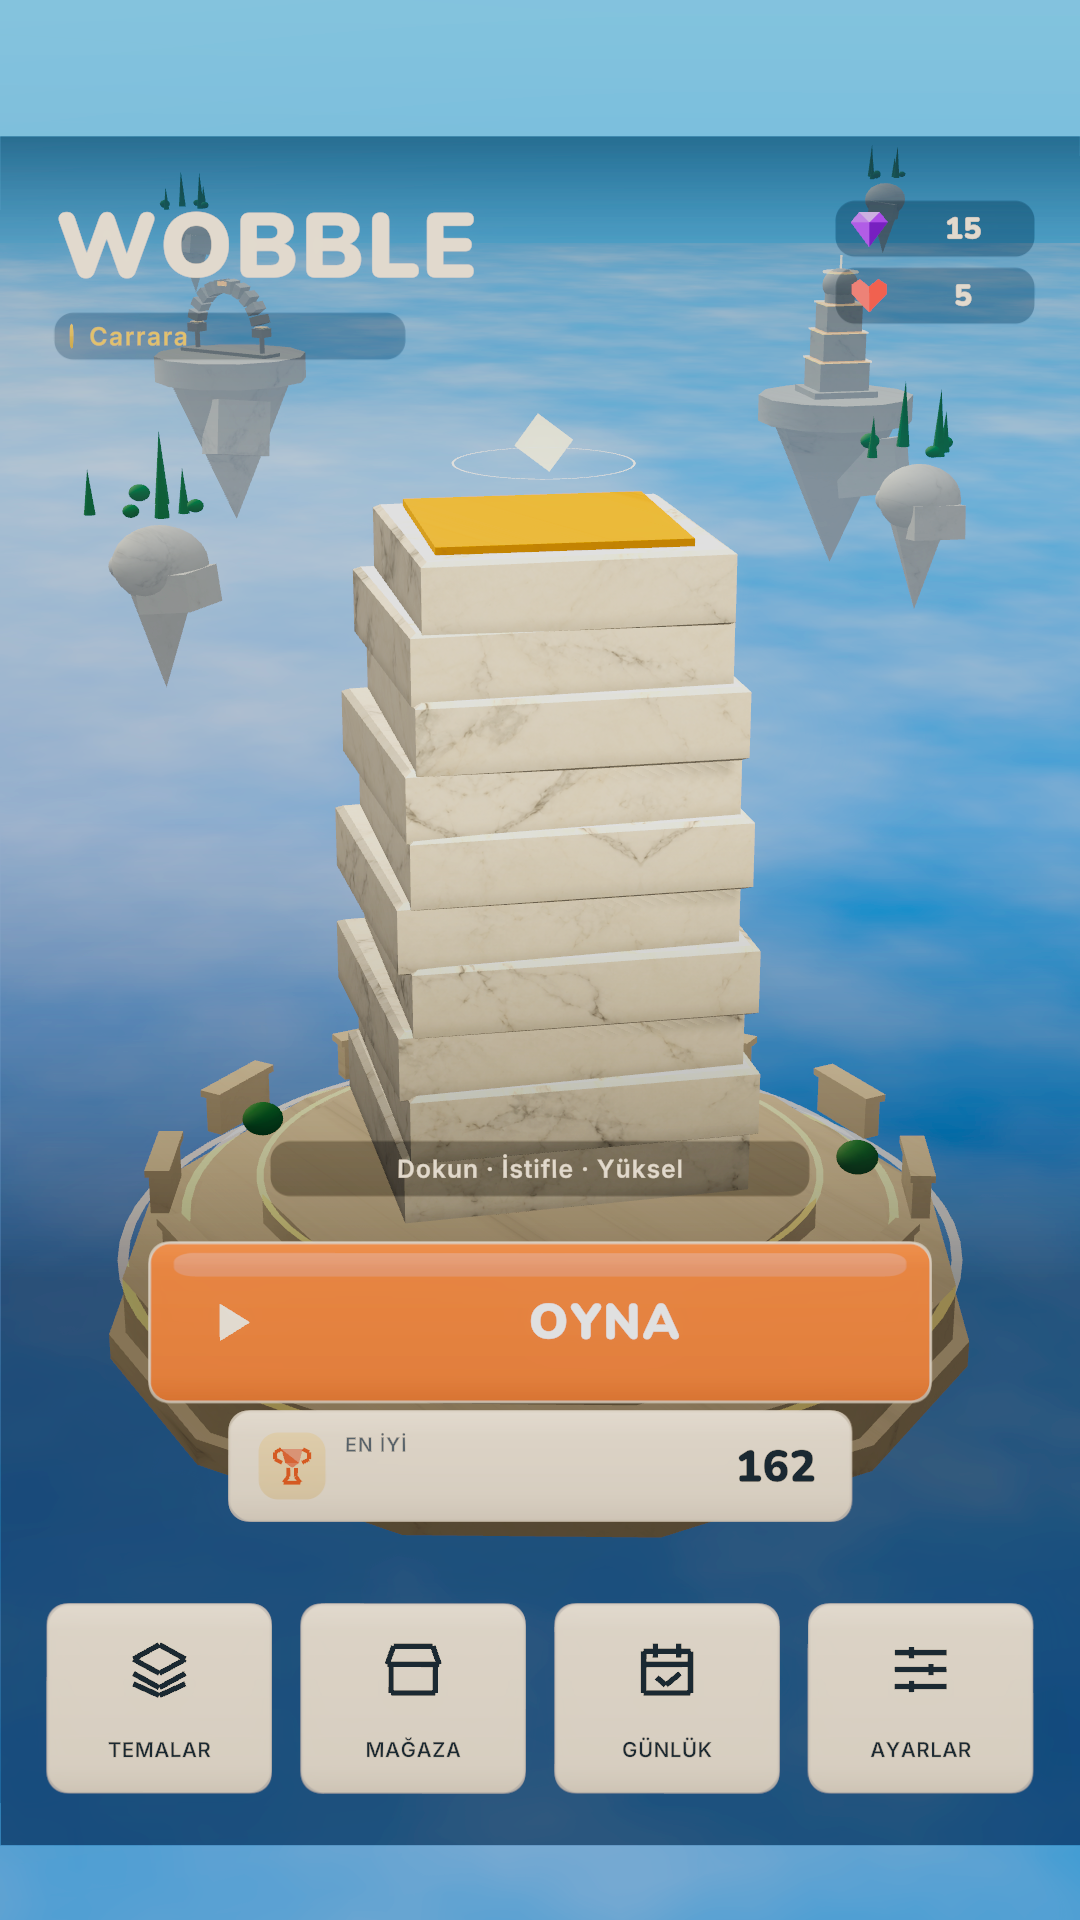 WOBBLE
15
5
Carrara
Dokun · İstifle · Yüksel
OYNA
EN İYİ
162
TEMALAR
MAĞAZA
GÜNLÜK
AYARLAR